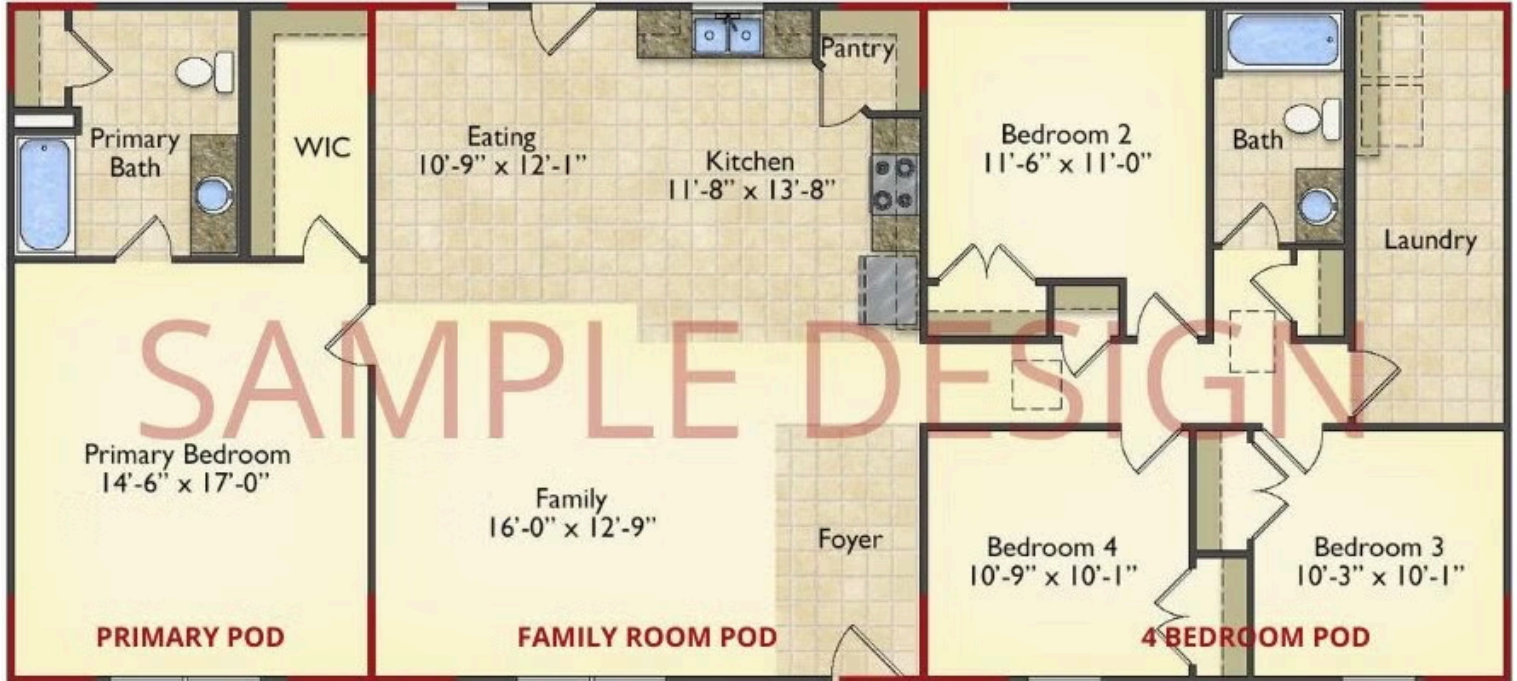 Primary
Bath
WIC
Eating
10'-9” x 12'-1”
Kitchen
11'-8” x 13'-8”
Pantry
Bedroom 2
11'-6” x 11'-0”
Bath
Laundry
SAMPLE DESIGN
Primary Bedroom
14'-6” x 17'-0”
Family
16'-0” x 12'-9”
Foyer
Bedroom 4
10'-9” x 10'-1”
Bedroom 3
10'-3” x 10'-1”
PRIMARY POD
FAMILY ROOM POD
4 BEDROOM POD